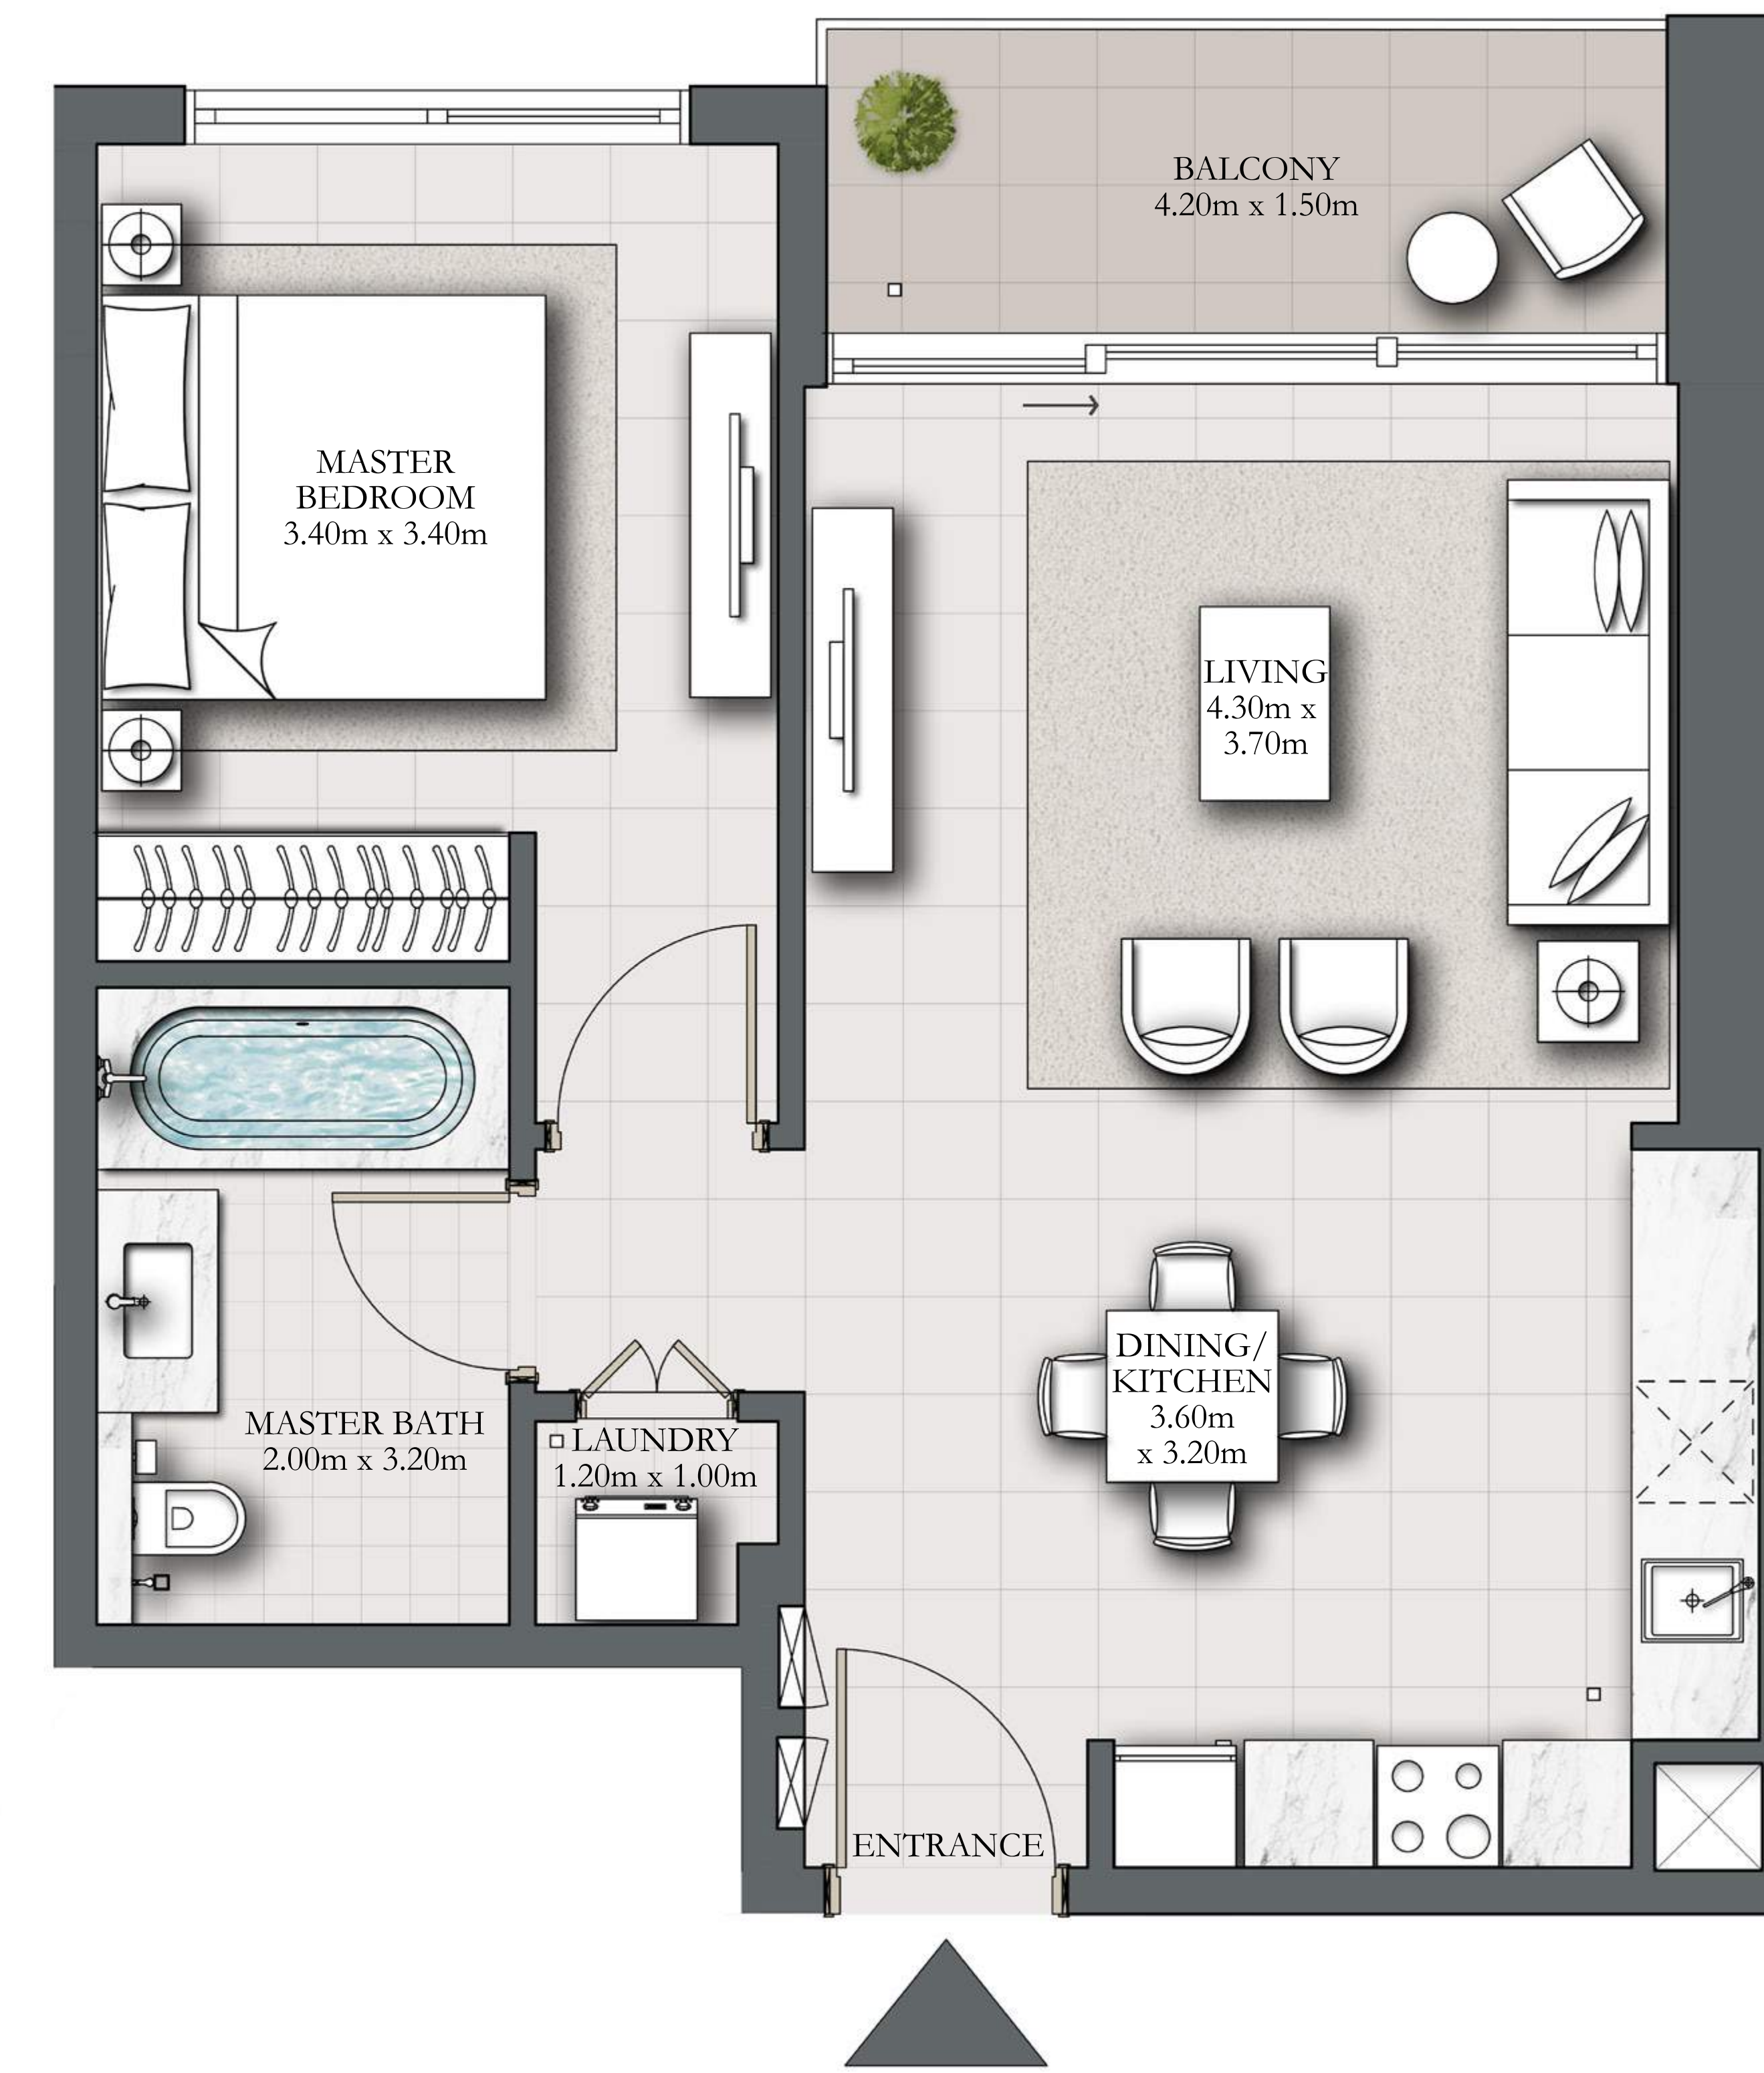 BALCONY
4.20m x 1.50m
MASTER
BEDROOM
3.40m x 3.40m
LIVING
4.30m x
3.70m
DINING/
KITCHEN
3.60m
x 3.20m
MASTER BATH
2.00m x 3.20m
LAUNDRY
1.20m x 1.00m
ENTRANCE